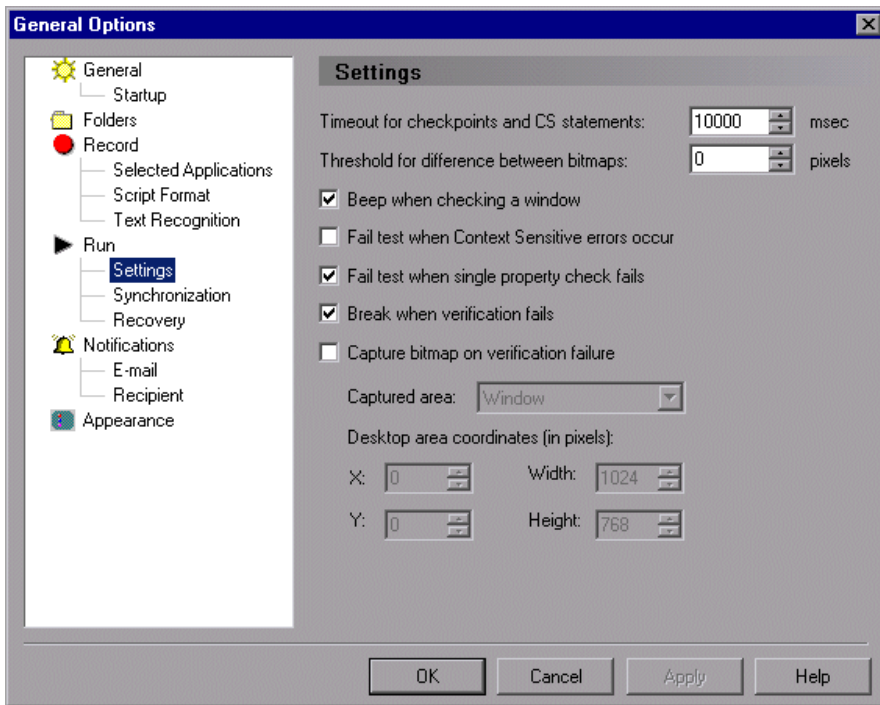 General Options
General
Startup
Folders
Record
Selected Applications
Script Format
Text Recognition
Run
Settings
Synchronization
Recovery
Notifications
E-mail
Recipient
Appearance
Settings
Timeout for checkpoints and CS statements: 10000 msec
Threshold for difference between bitmaps: 0 pixels
Beep when checking a window
Fail test when Context Sensitive errors occur
Fail test when single property check fails
Break when verification fails
Capture bitmap on verification failure
Captured area: Window
Desktop area coordinates (in pixels):
X: 0 Width: 1024
Y: 0 Height: 768
OK Cancel Apply Help